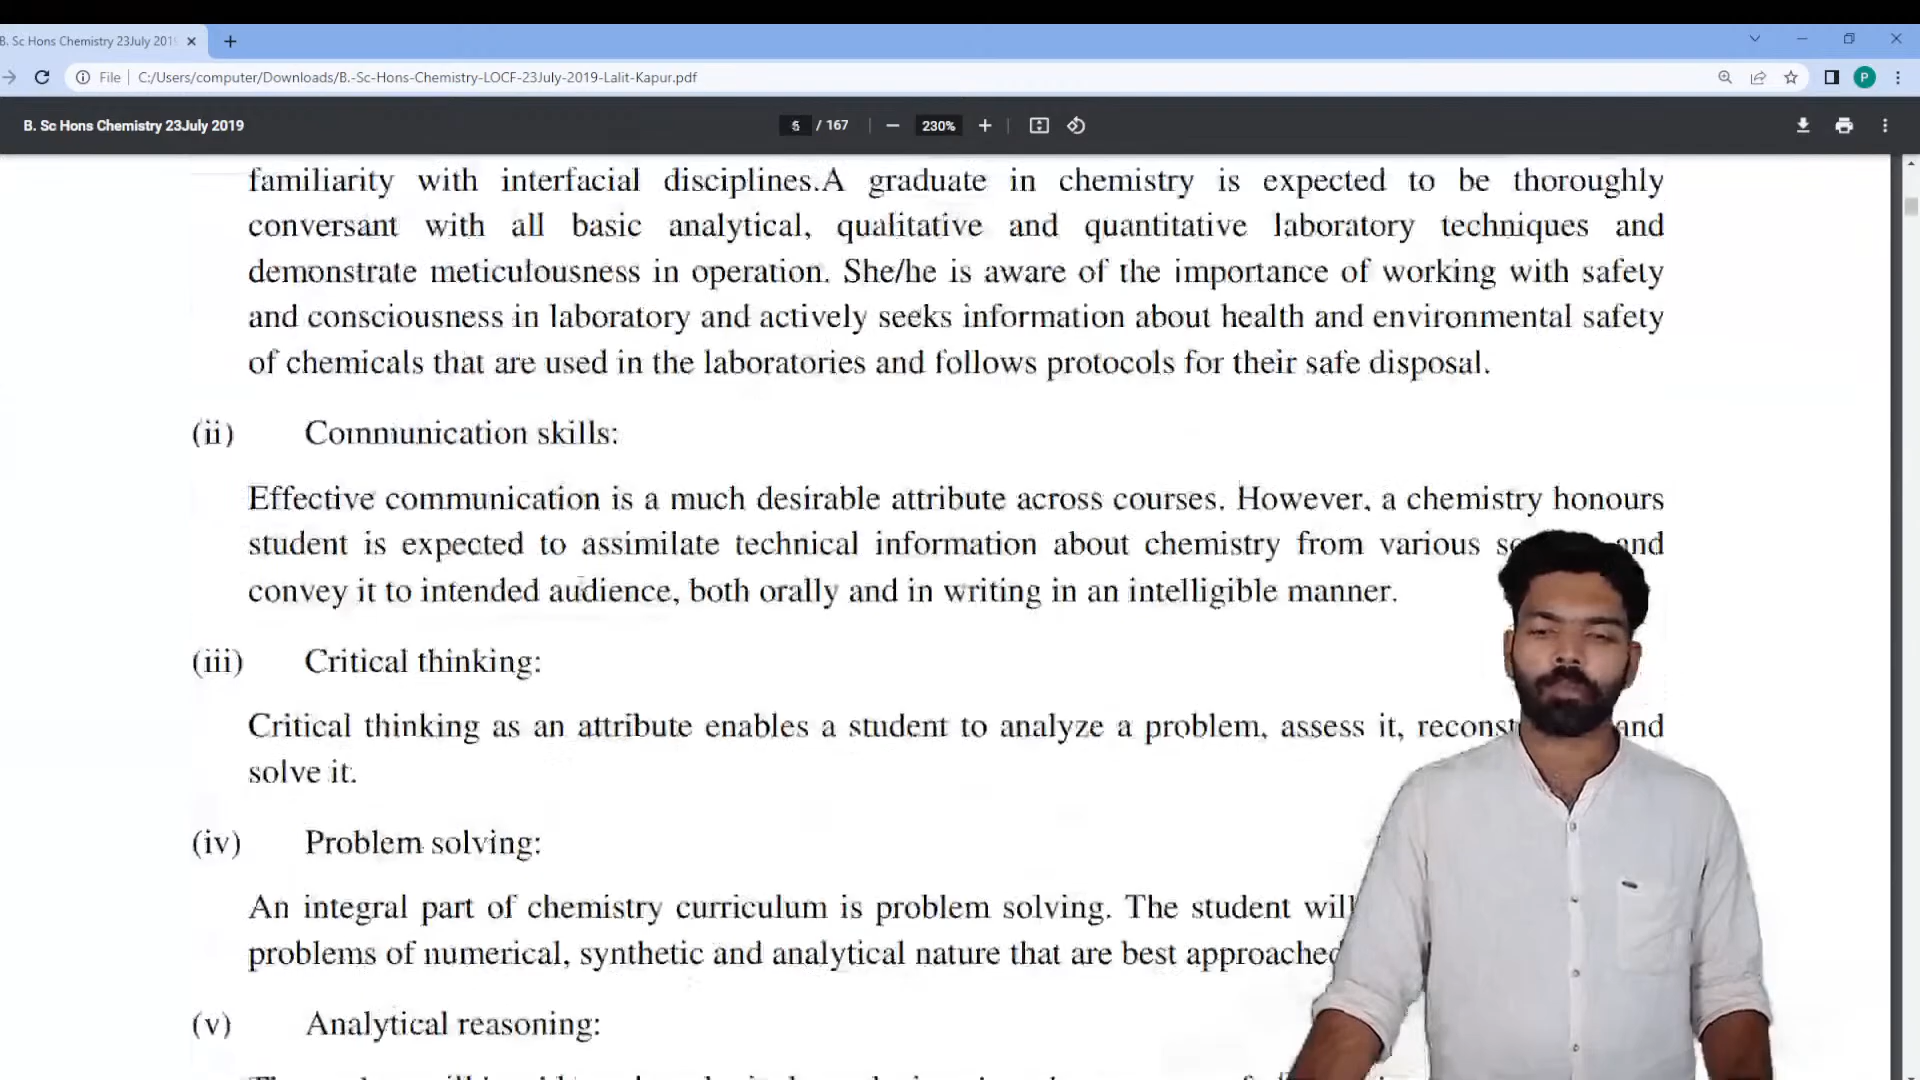 B. Sc Hons Chemistry 23July 201
File C:/Users/computer/Downloads/B.-Sc-Hons-Chemistry-LOCF-23July-2019-Lalit-Kapur.pdf
P
B. Sc Hons Chemistry 23July 2019
5 / 167
230%
familiarity with interfacial disciplines.A graduate in chemistry is expected to be thoroughly
conversant with all basic analytical, qualitative and quantitative laboratory techniques and
demonstrate meticulousness in operation. She/he is aware of the importance of working with safety
and consciousness in laboratory and actively seeks information about health and environmental safety
of chemicals that are used in the laboratories and follows protocols for their safe disposal.
(ii) Communication skills:
Effective communication is a much desirable attribute across courses. However, a chemistry honours
student is expected to assimilate technical information about chemistry from various and
convey it to intended audience, both orally and in writing in an intelligible manner.
(iii) Critical thinking:
Critical thinking as an attribute enables a student to analyze a problem, assess it, and
solve it.
(iv) Problem solving:
An integral part of chemistry curriculum is problem solving. The student will
problems of numerical, synthetic and analytical nature that are best approached
(v) Analytical reasoning: